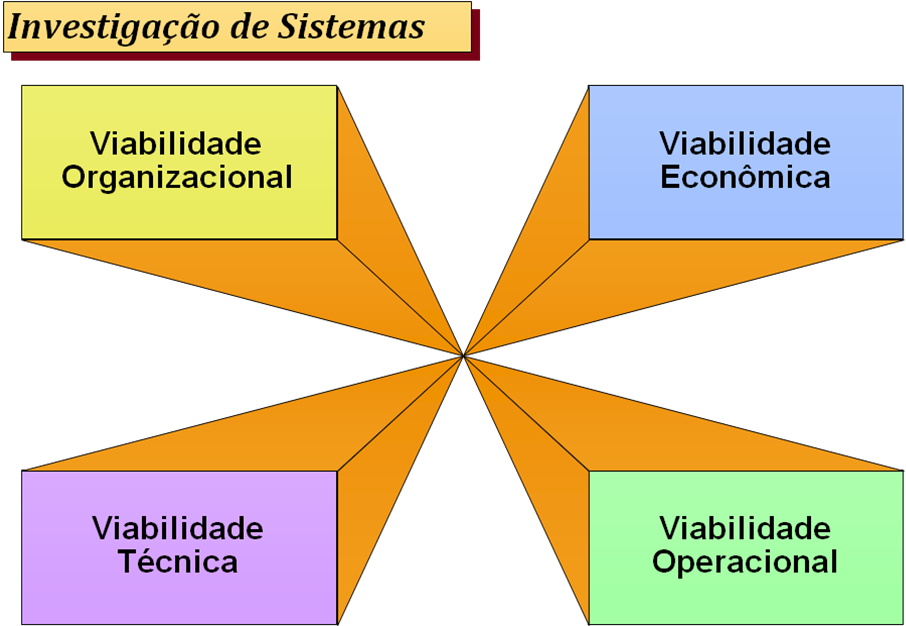 Investigação de Sistemas
Viabilidade
Organizacional
Viabilidade
Econômica
Viabilidade
Técnica
Viabilidade
Operacional